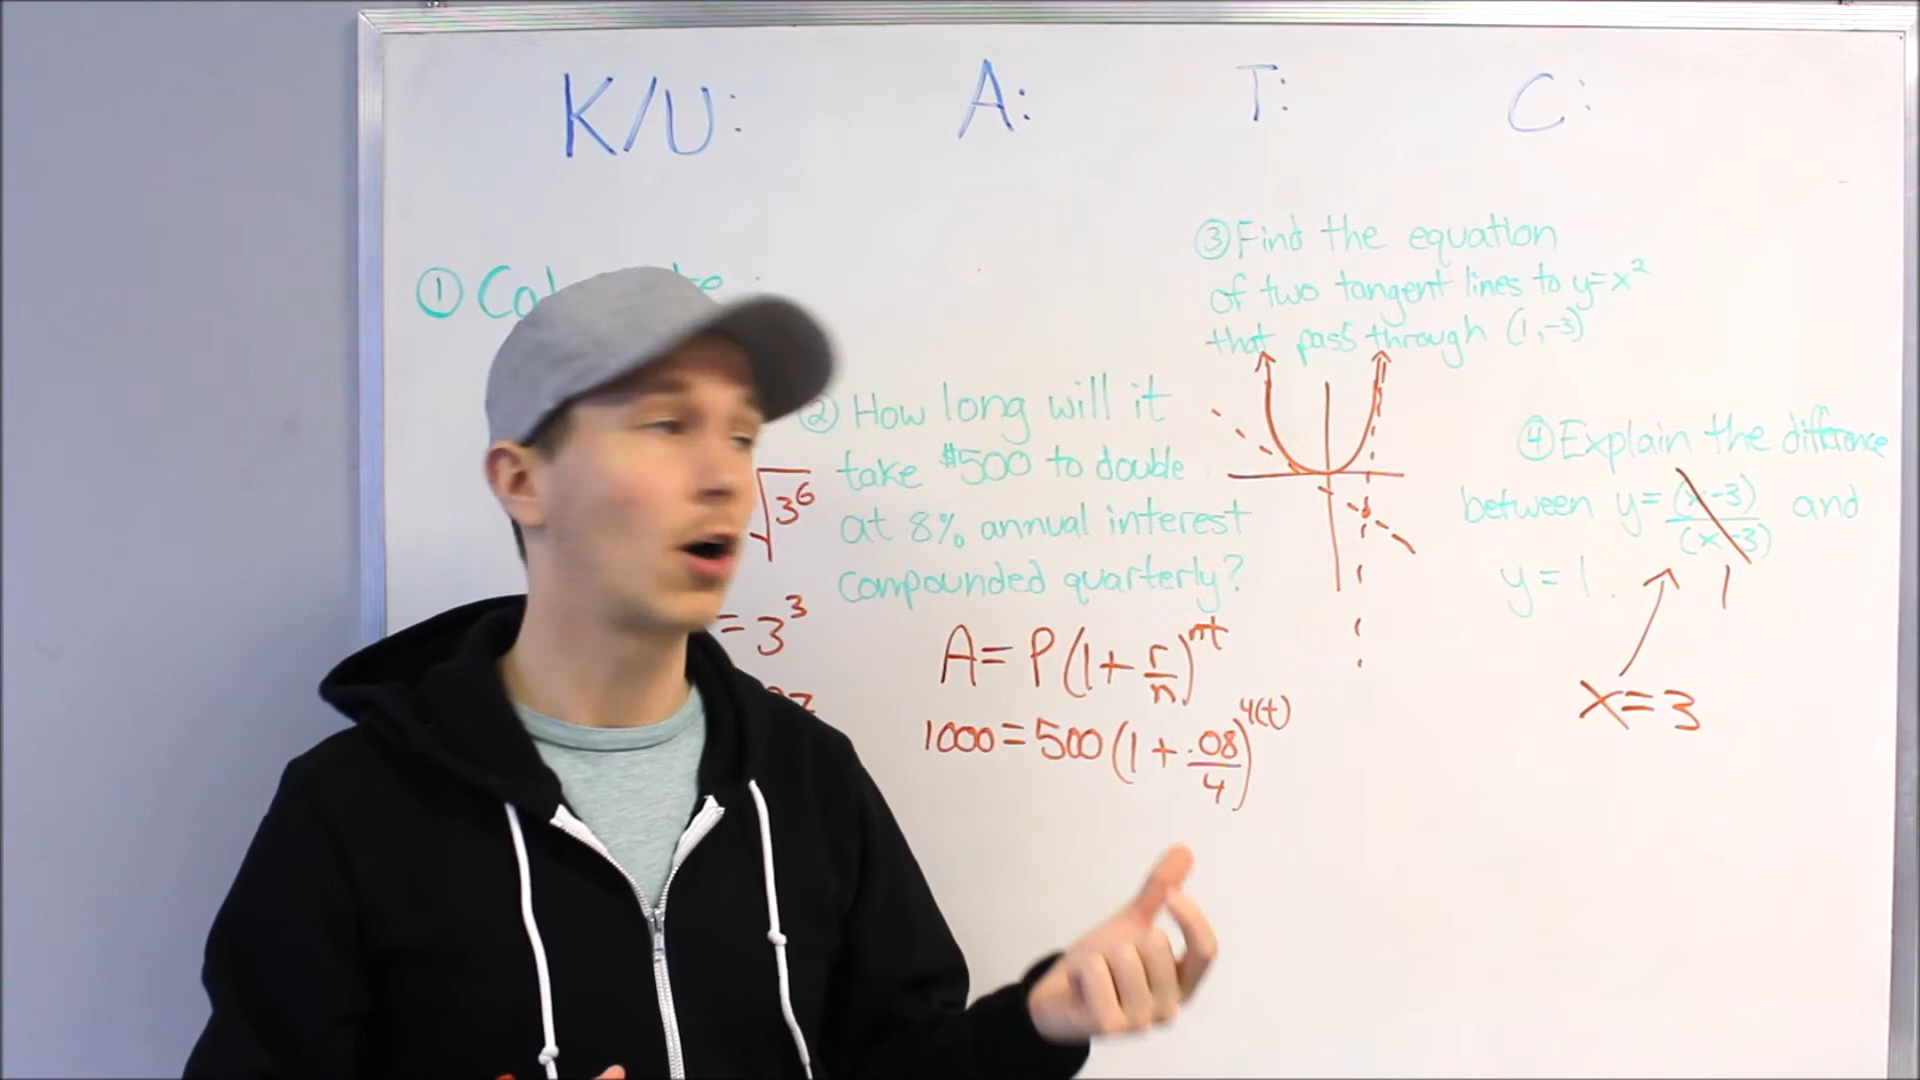 K/U: A: T: C:
①
√3⁶
= 3³
② How long will it
take $500 to double
at 8% annual interest
compounded quarterly?
A = P(1 + r/n)^nt
1000 = 500(1 + .08/4)^4(t)
③ Find the equation
of two tangent lines to y=x²
that pass through (1,-3)
④ Explain the difference
between y= (x-3)/(x-3) and
y = 1.
1
x=3